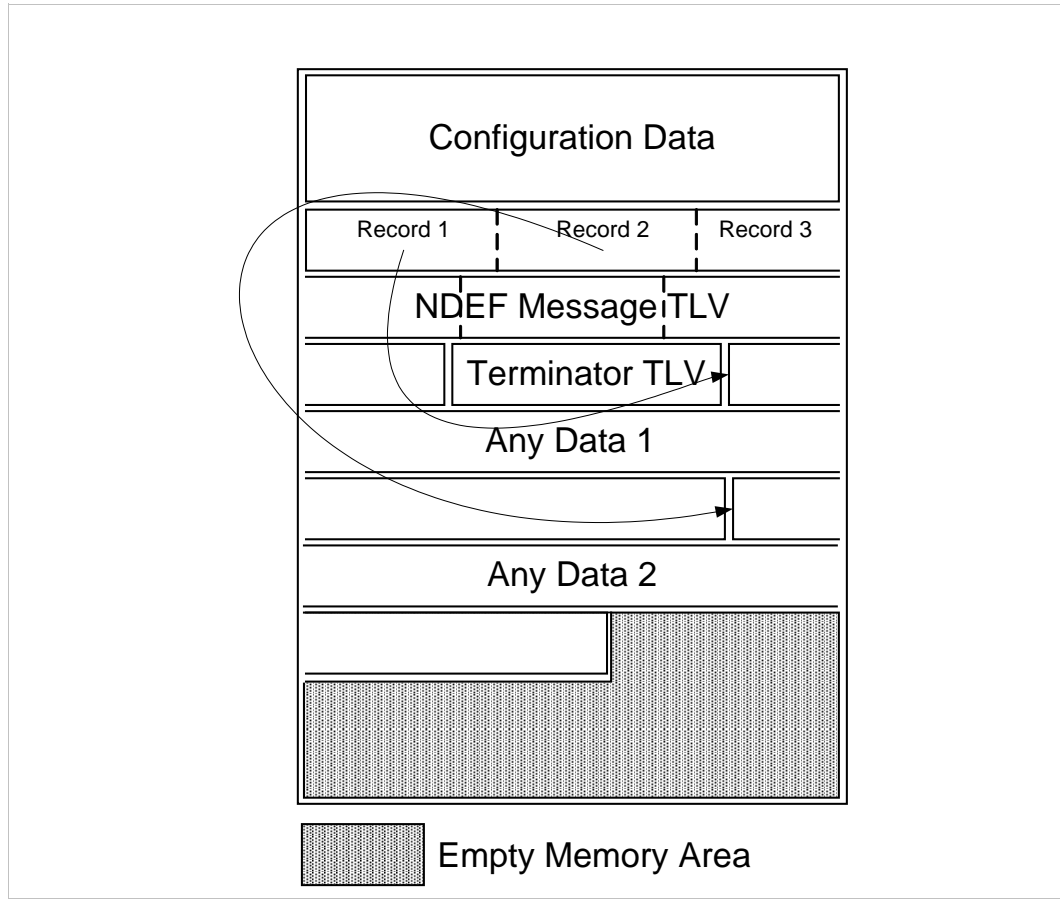 Configuration Data
Record 1 Record 2 Record 3
NDEF Message TLV
Terminator TLV
Any Data 1
Any Data 2
Empty Memory Area